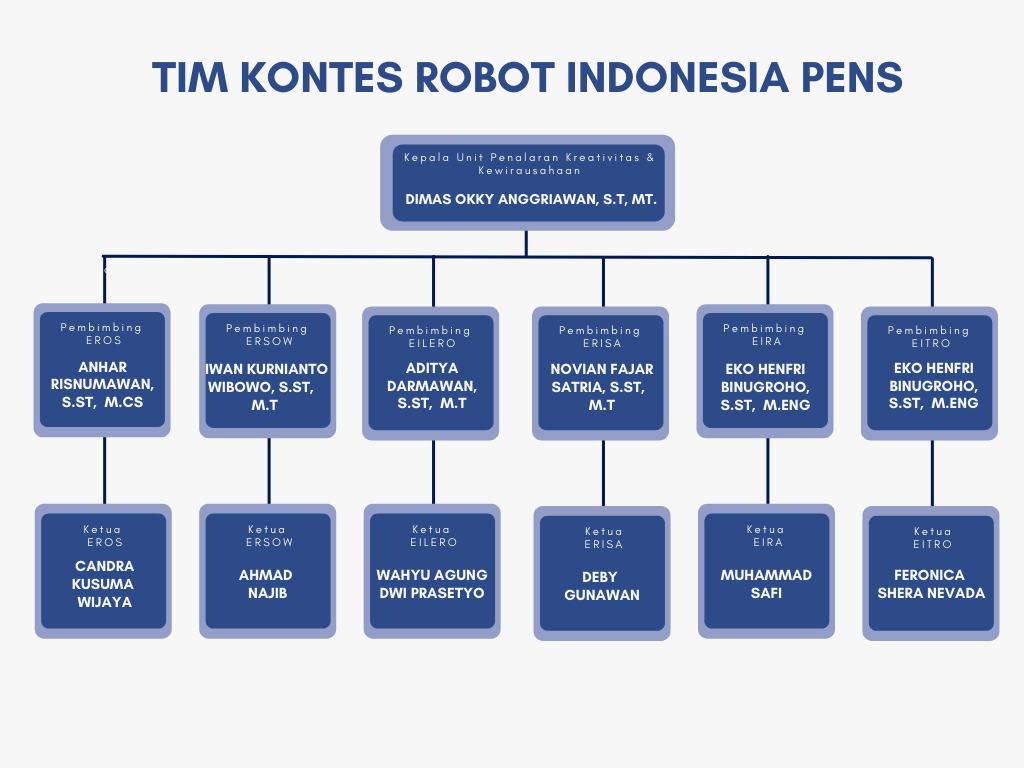 TIM KONTES ROBOT INDONESIA PENS
Kepala Unit Penalaran Kreativitas &
Kewirausahaan
DIMAS OKKY ANGGRIAWAN, S.T, MT.
Pembimbing
EROS
ANHAR
RISNUMAWAN,
S.ST, M.CS
Pembimbing
ERSOW
IWAN KURNIANTO
WIBOWO, S.ST,
M.T
Pembimbing
EILERO
ADITYA
DARMAWAN,
S.ST, M.T
Pembimbing
ERISA
NOVIAN FAJAR
SATRIA, S.ST,
M.T
Pembimbing
EIRA
EKO HENFRI
BINUGROHO,
S.ST, M.ENG
Pembimbing
EITRO
EKO HENFRI
BINUGROHO,
S.ST, M.ENG
Ketua
EROS
CANDRA
KUSUMA
WIJAYA
Ketua
ERSOW
AHMAD
NAJIB
Ketua
EILERO
WAHYU AGUNG
DWI PRASETYO
Ketua
ERISA
DEBY
GUNAWAN
Ketua
EIRA
MUHAMMAD
SAFI
Ketua
EITRO
FERONICA
SHERA NEVADA